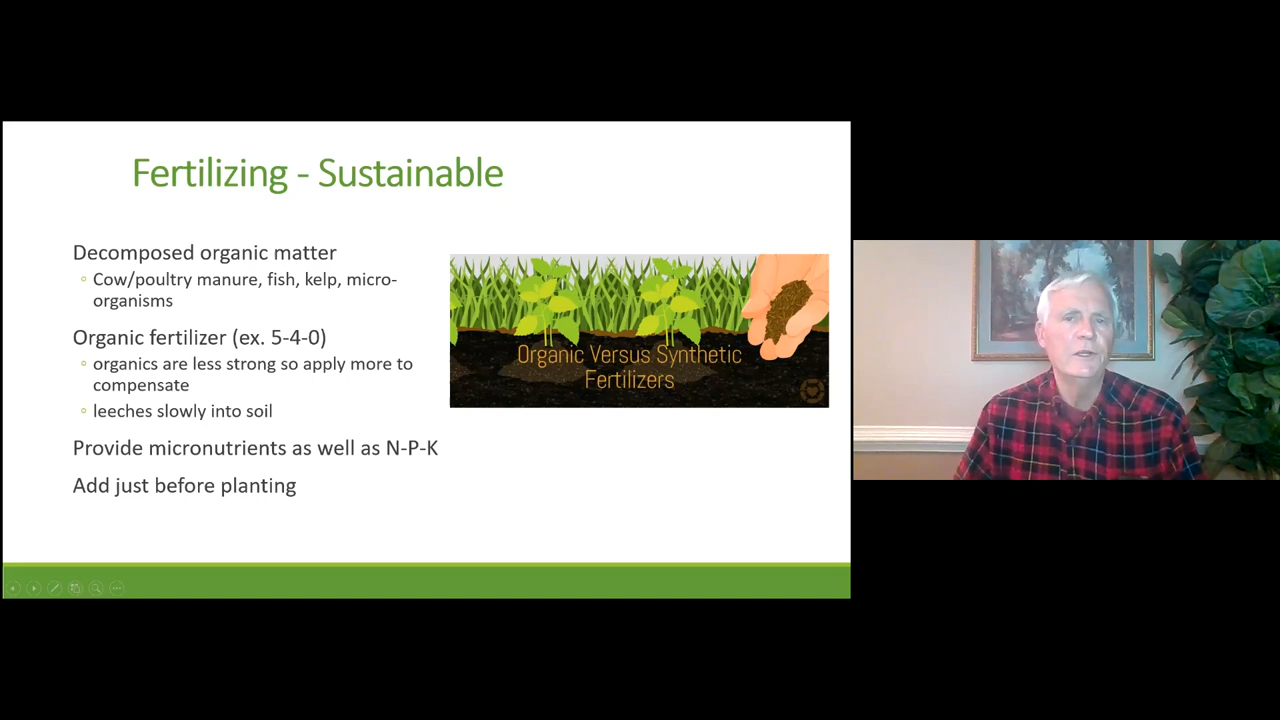 Fertilizing - Sustainable
Decomposed organic matter
Cow/poultry manure, fish, kelp, micro-
organisms
Organic fertilizer (ex. 5-4-0)
organics are less strong so apply more to
compensate
leeches slowly into soil
Provide micronutrients as well as N-P-K
Add just before planting
Organic Versus Synthetic
Fertilizers